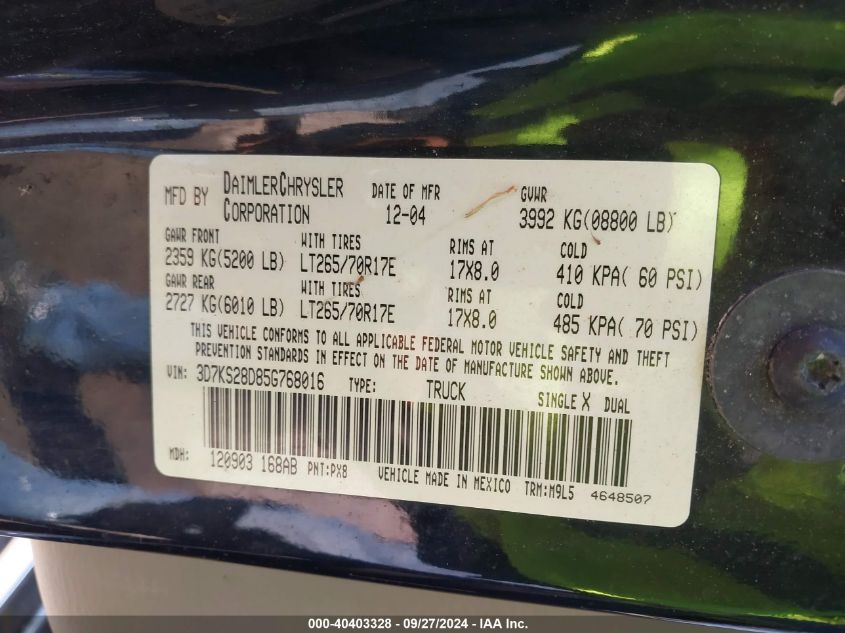 MFD BY DAIMLERCHRYSLER CORPORATION DATE OF MFR 12-04 GVWR 3992 KG(08800 LB)
GAWR FRONT WITH TIRES RIMS AT COLD
2359 KG(5200 LB) LT265/70R17E 17X8.0 410 KPA( 60 PSI)
GAWR REAR WITH TIRES RIMS AT COLD
2727 KG(6010 LB) LT265/70R17E 17X8.0 485 KPA( 70 PSI)
THIS VEHICLE CONFORMS TO ALL APPLICABLE FEDERAL MOTOR VEHICLE SAFETY AND THEFT
PREVENTION STANDARDS IN EFFECT ON THE DATE OF MANUFACTURE SHOWN ABOVE.
VIN: 3D7KS28D85G768016 TYPE: TRUCK SINGLE X DUAL
MDH: 120903 168AB PNT:PX8 VEHICLE MADE IN MEXICO TRM:M9L5 4648507
000-40403328 - 09/27/2024 - IAA Inc.